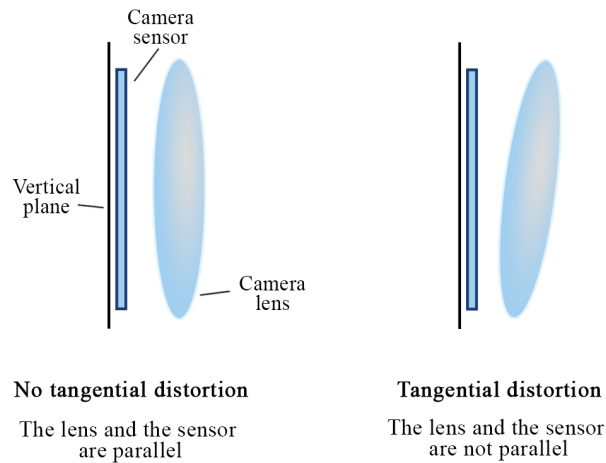 Camera
sensor
Vertical
plane
Camera
lens
No tangential distortion
The lens and the sensor
are parallel
Tangential distortion
The lens and the sensor
are not parallel